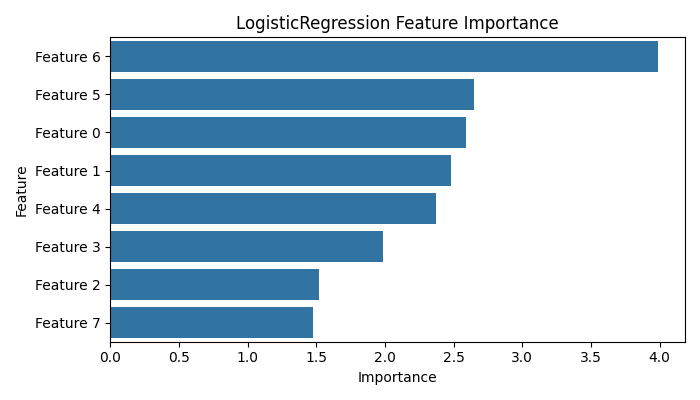 LogisticRegression Feature Importance
Feature 6
Feature 5
Feature 0
Feature 1
Feature 4
Feature 3
Feature 2
Feature 7
Feature
0.0 0.5 1.0 1.5 2.0 2.5 3.0 3.5 4.0
Importance